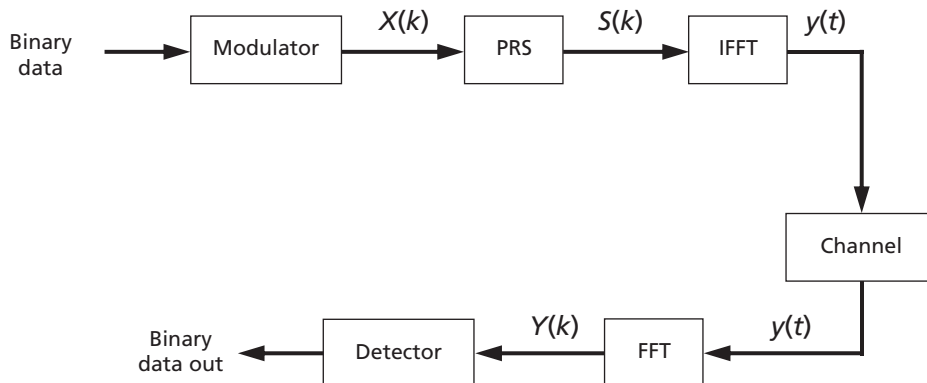 Binary
data
Modulator
X(k)
PRS
S(k)
IFFT
y(t)
Channel
y(t)
FFT
Y(k)
Detector
Binary
data out